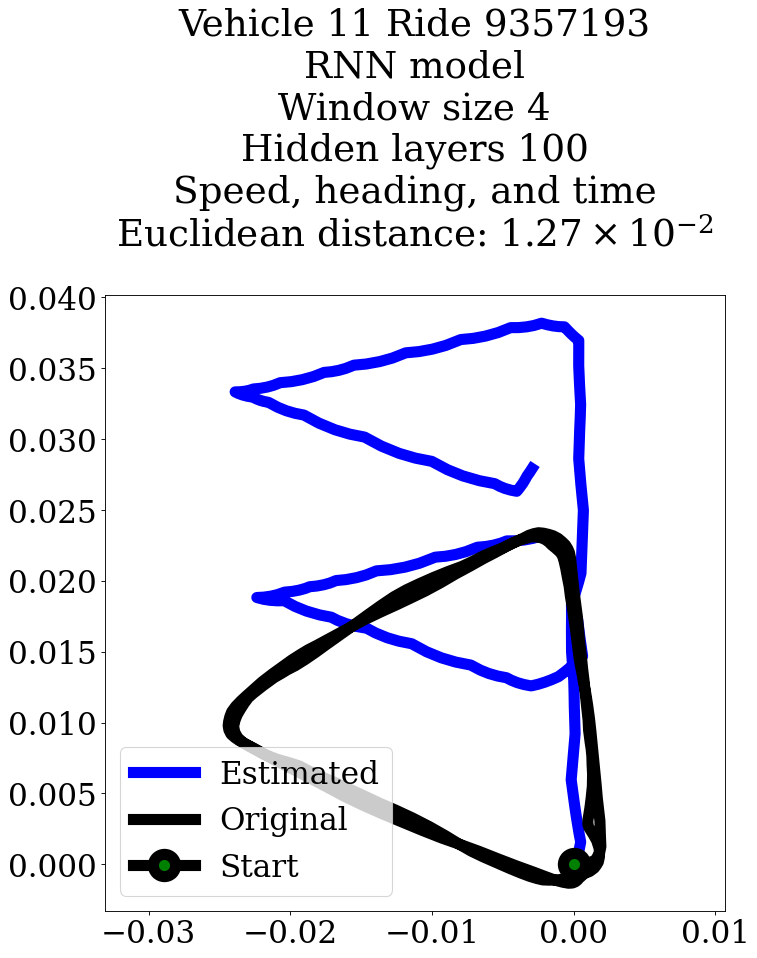 Vehicle 11 Ride 9357193
RNN model
Window size 4
Hidden layers 100
Speed, heading, and time
Euclidean distance: 1.27 × 10⁻²
0.040
0.035
0.030
0.025
0.020
0.015
0.010
0.005
0.000
Estimated
Original
Start
−0.03 −0.02 −0.01 0.00 0.01